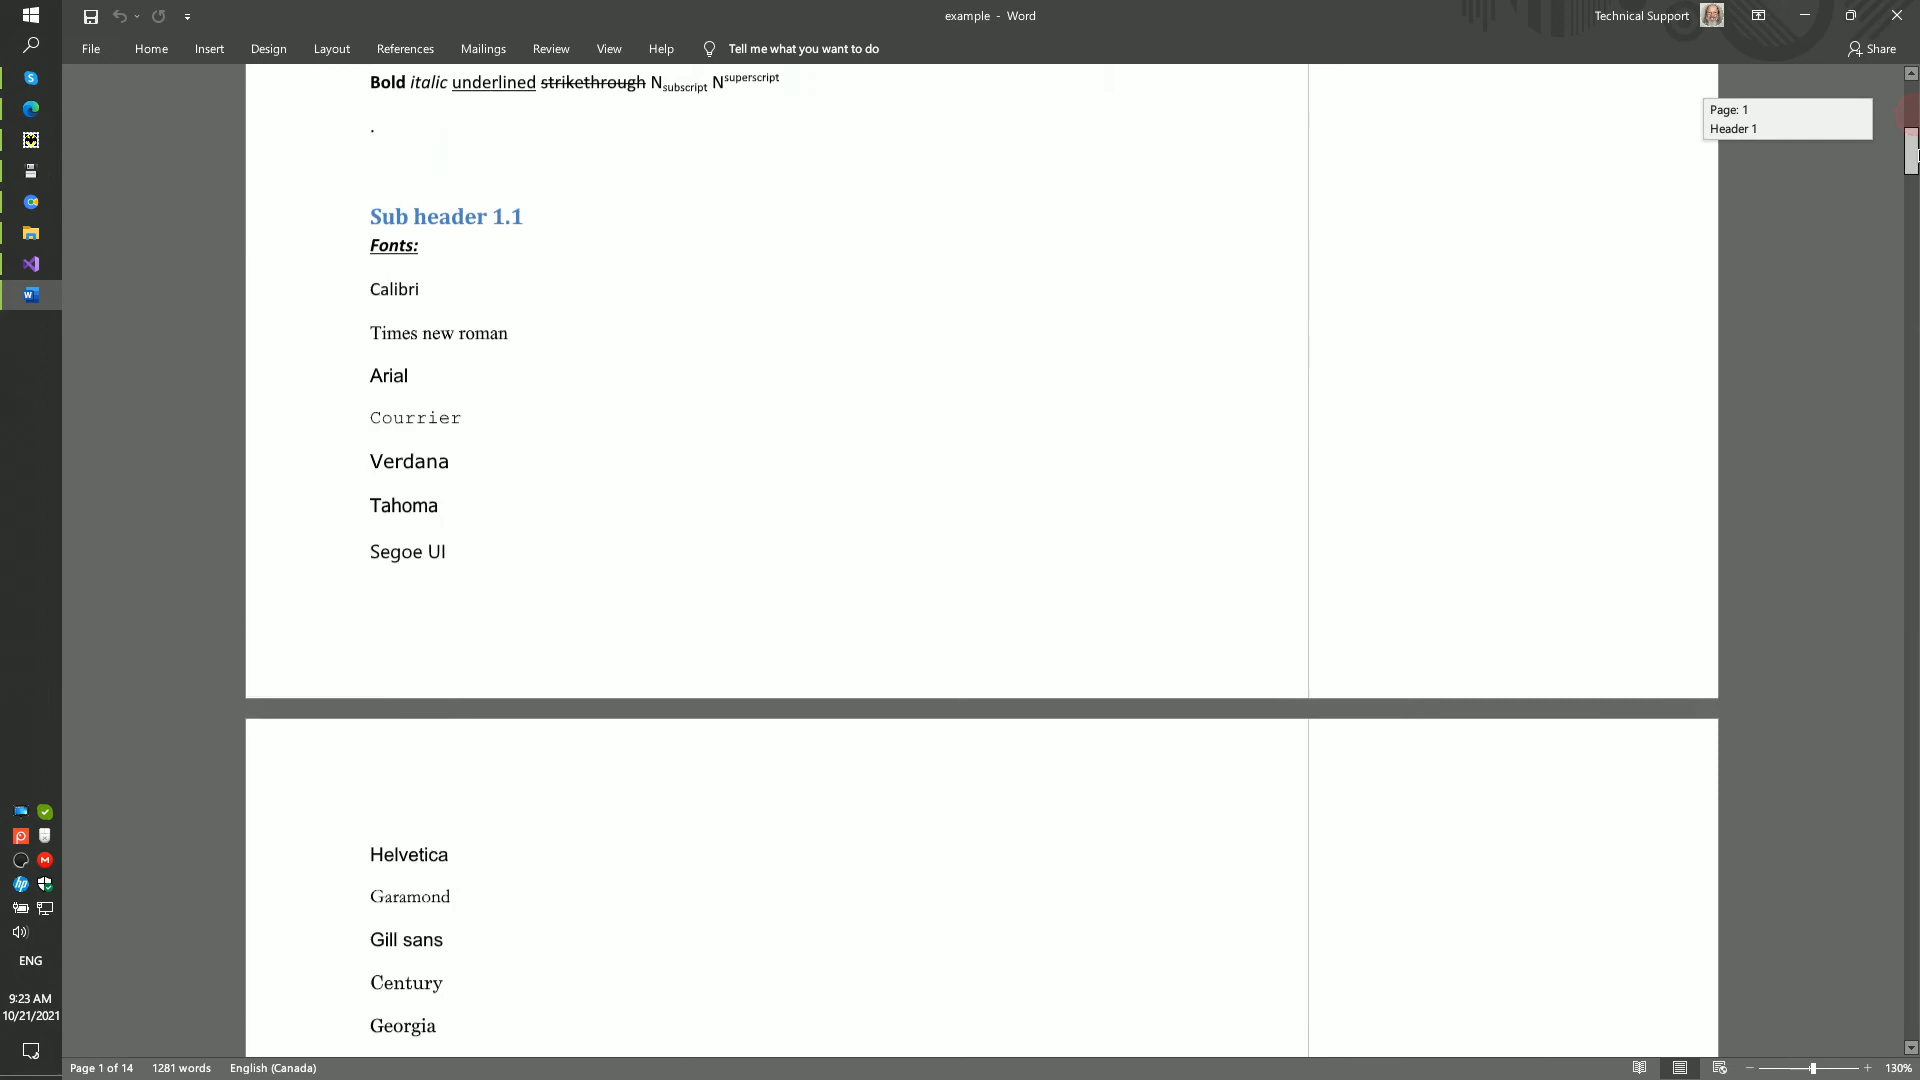 example - Word
Technical Support
File Home Insert Design Layout References Mailings Review View Help Tell me what you want to do Share
Bold italic underlined strikethrough Nsubscript Nsuperscript
.
Page: 1
Header 1
Sub header 1.1
Fonts:
Calibri
Times new roman
Arial
Courrier
Verdana
Tahoma
Segoe UI
Helvetica
Garamond
Gill sans
Century
Georgia
ENG
9:23 AM
10/21/2021
Page 1 of 14 1281 words English (Canada) 130%